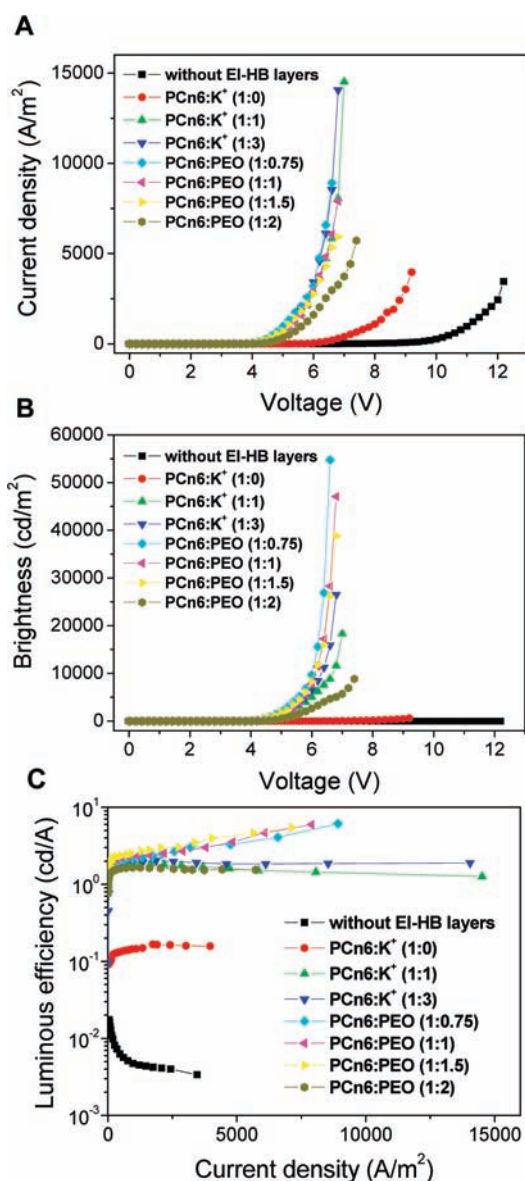 A
15000
10000
5000
0
Current density (A/m²)
without EI-HB layers
PCn6:K⁺ (1:0)
PCn6:K⁺ (1:1)
PCn6:K⁺ (1:3)
PCn6:PEO (1:0.75)
PCn6:PEO (1:1)
PCn6:PEO (1:1.5)
PCn6:PEO (1:2)
0 2 4 6 8 10 12
Voltage (V)
B
60000
50000
40000
30000
20000
10000
0
Brightness (cd/m²)
without EI-HB layers
PCn6:K⁺ (1:0)
PCn6:K⁺ (1:1)
PCn6:K⁺ (1:3)
PCn6:PEO (1:0.75)
PCn6:PEO (1:1)
PCn6:PEO (1:1.5)
PCn6:PEO (1:2)
0 2 4 6 8 10 12
Voltage (V)
C
10¹
10⁰
10⁻¹
10⁻²
10⁻³
Luminous efficiency (cd/A)
without EI-HB layers
PCn6:K⁺ (1:0)
PCn6:K⁺ (1:1)
PCn6:K⁺ (1:3)
PCn6:PEO (1:0.75)
PCn6:PEO (1:1)
PCn6:PEO (1:1.5)
PCn6:PEO (1:2)
0 5000 10000 15000
Current density (A/m²)